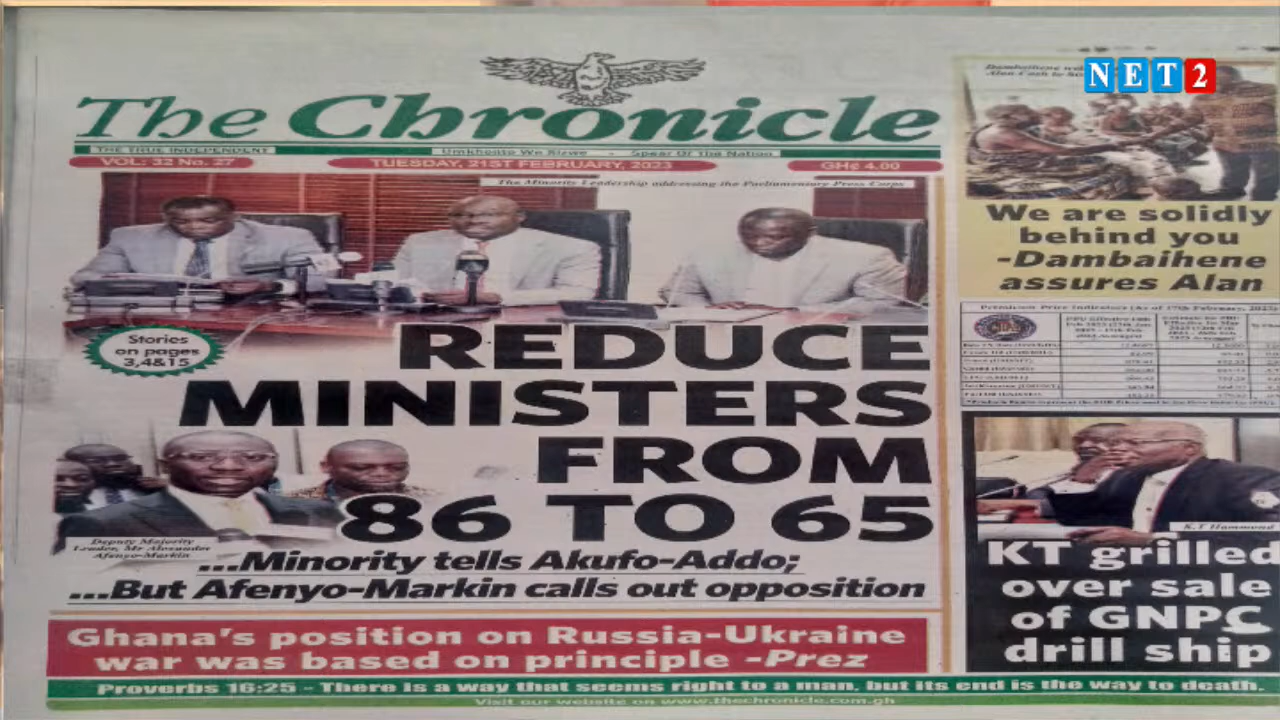 NET2
The Chronicle
THE TRUE INDEPENDENT
Umkhonto We Sizwe
Spear Of The Nation
VOL: 32 No. 27
TUESDAY, 21ST FEBRUARY, 2023
GH¢ 4.00
The Minority Leadership addressing the Parliamentary Press Corps
Stories
on pages
3,4&15
REDUCE
MINISTERS
FROM
86 TO 65
Deputy Majority
Leader, Mr Alexander
Afenyo-Markin
...Minority tells Akufo-Addo;
...But Afenyo-Markin calls out opposition
Ghana's position on Russia-Ukraine
war was based on principle -Prez
We are solidly
behind you
-Dambaihene
assures Alan
K.T Hammond
KT grilled
over sale
of GNPC
drill ship
Proverbs 16:25 - There is a way that seems right to a man, but its end is the way to death.
Visit our website on www.thechronicle.com.gh